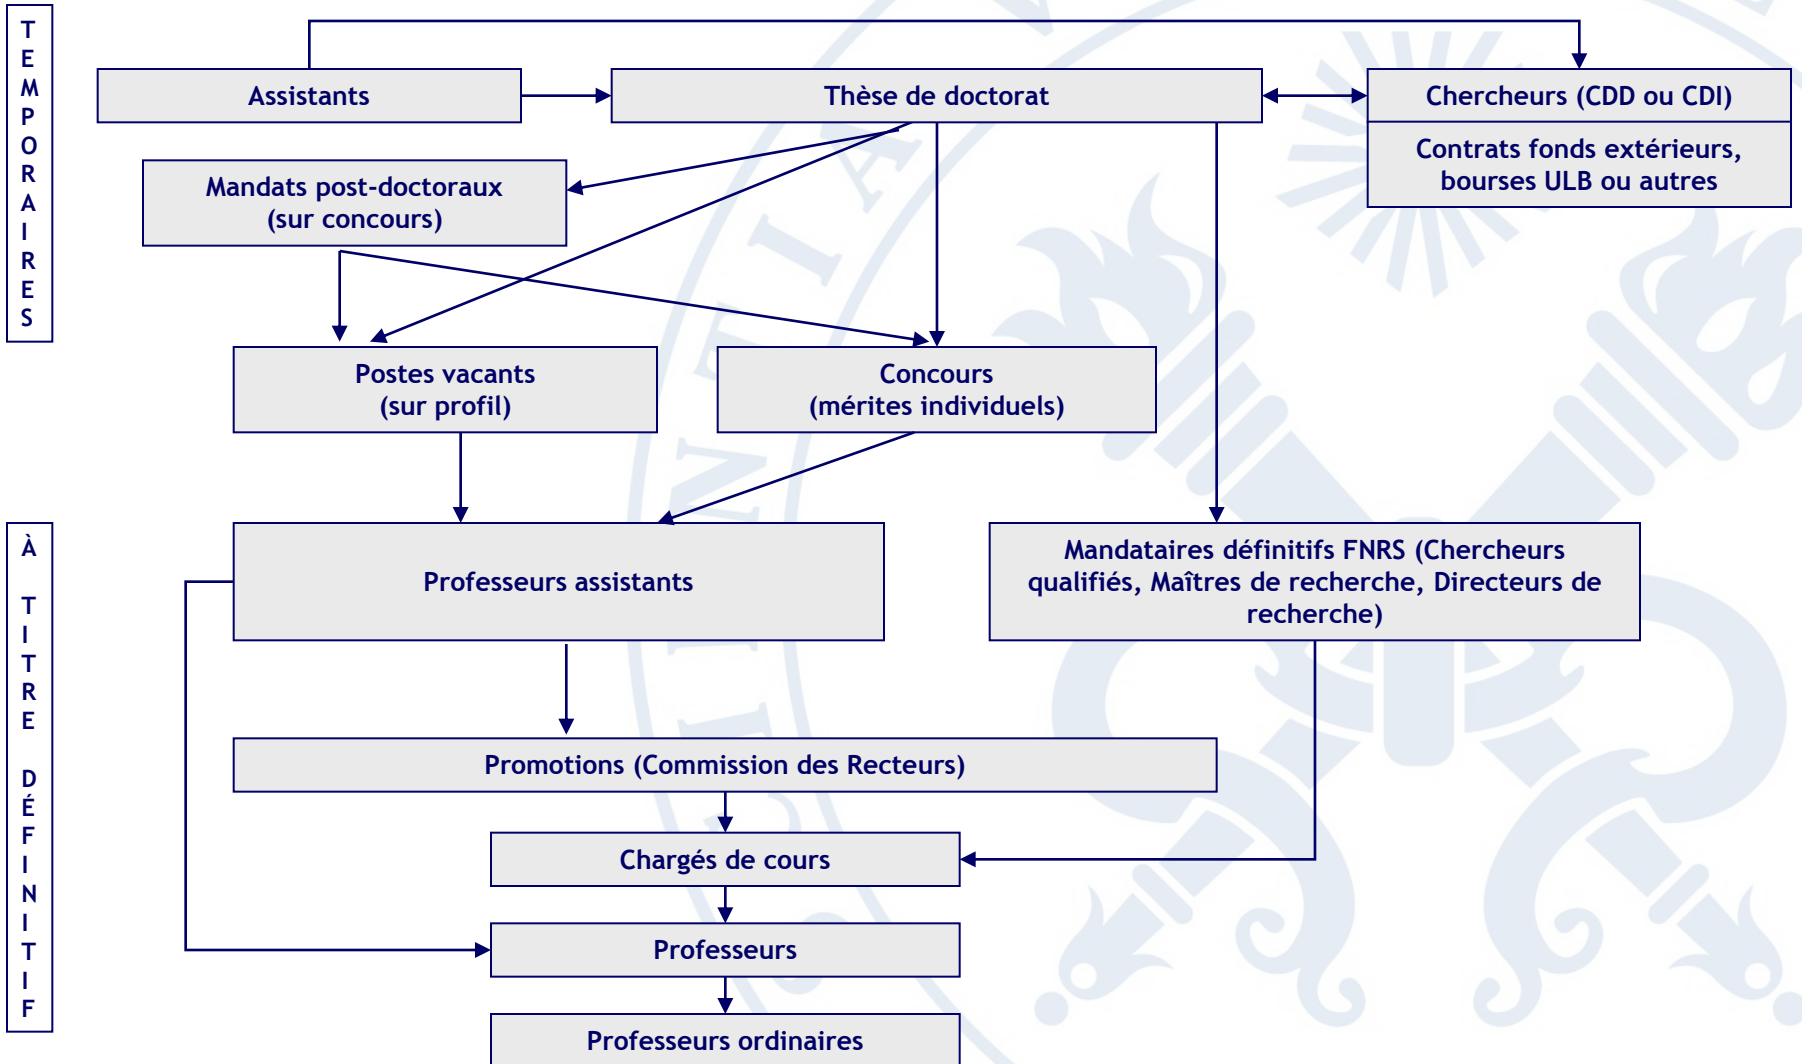 TEMPORAIRES
Assistants
Thèse de doctorat
Chercheurs (CDD ou CDI)
Contrats fonds extérieurs,
bourses ULB ou autres
Mandats post-doctoraux
(sur concours)
Postes vacants
(sur profil)
Concours
(mérites individuels)
À TITRE DÉFINITIF
Professeurs assistants
Mandataires définitifs FNRS (Chercheurs
qualifiés, Maîtres de recherche, Directeurs de
recherche)
Promotions (Commission des Recteurs)
Chargés de cours
Professeurs
Professeurs ordinaires